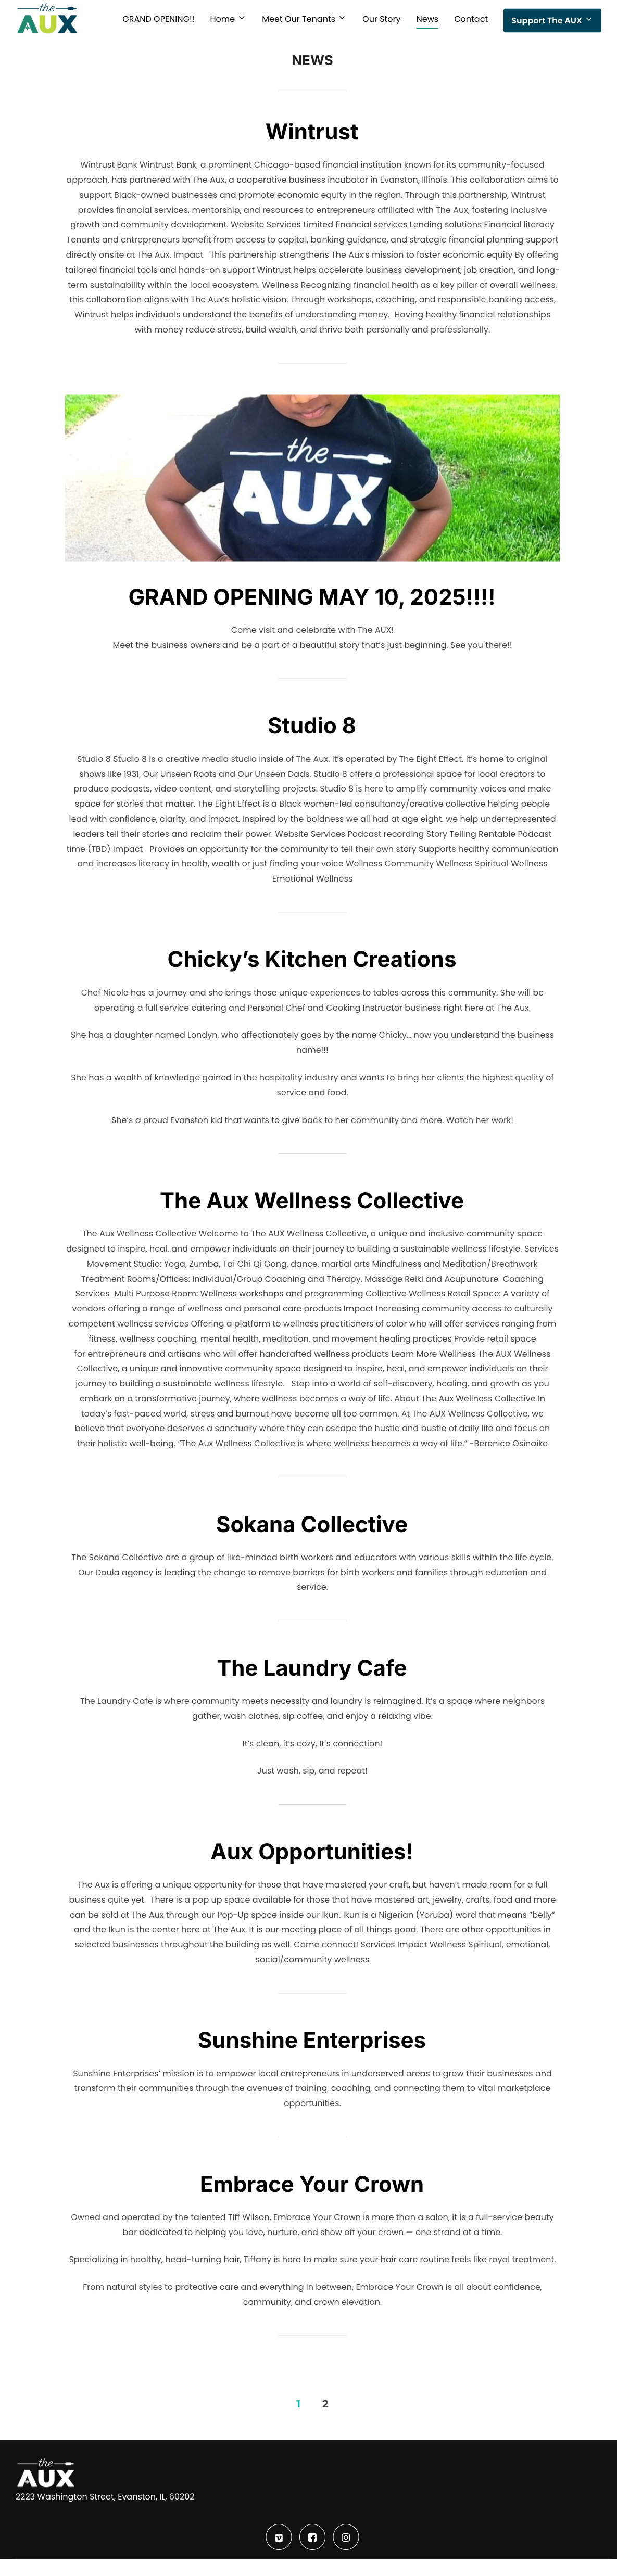 the
AUX
GRAND OPENING!! Home Meet Our Tenants Our Story News Contact Support The AUX
NEWS
Wintrust
Wintrust Bank Wintrust Bank, a prominent Chicago-based financial institution known for its community-focused
approach, has partnered with The Aux, a cooperative business incubator in Evanston, Illinois. This collaboration aims to
support Black-owned businesses and promote economic equity in the region. Through this partnership, Wintrust
provides financial services, mentorship, and resources to entrepreneurs affiliated with The Aux, fostering inclusive
growth and community development. Website Services Limited financial services Lending solutions Financial literacy
Tenants and entrepreneurs benefit from access to capital, banking guidance, and strategic financial planning support
directly onsite at The Aux. Impact   This partnership strengthens The Aux's mission to foster economic equity By offering
tailored financial tools and hands-on support Wintrust helps accelerate business development, job creation, and long-
term sustainability within the local ecosystem. Wellness Recognizing financial health as a key pillar of overall wellness,
this collaboration aligns with The Aux's holistic vision. Through workshops, coaching, and responsible banking access,
Wintrust helps individuals understand the benefits of understanding money.  Having healthy financial relationships
with money reduce stress, build wealth, and thrive both personally and professionally.
the
AUX
GRAND OPENING MAY 10, 2025!!!!
Come visit and celebrate with The AUX!
Meet the business owners and be a part of a beautiful story that's just beginning. See you there!!
Studio 8
Studio 8 Studio 8 is a creative media studio inside of The Aux. It's operated by The Eight Effect. It's home to original
shows like 1931, Our Unseen Roots and Our Unseen Dads. Studio 8 offers a professional space for local creators to
produce podcasts, video content, and storytelling projects. Studio 8 is here to amplify community voices and make
space for stories that matter. The Eight Effect is a Black women-led consultancy/creative collective helping people
lead with confidence, clarity, and impact. Inspired by the boldness we all had at age eight. we help underrepresented
leaders tell their stories and reclaim their power. Website Services Podcast recording Story Telling Rentable Podcast
time (TBD) Impact   Provides an opportunity for the community to tell their own story Supports healthy communication
and increases literacy in health, wealth or just finding your voice Wellness Community Wellness Spiritual Wellness
Emotional Wellness
Chicky's Kitchen Creations
Chef Nicole has a journey and she brings those unique experiences to tables across this community. She will be
operating a full service catering and Personal Chef and Cooking Instructor business right here at The Aux.
She has a daughter named Londyn, who affectionately goes by the name Chicky... now you understand the business
name!!!
She has a wealth of knowledge gained in the hospitality industry and wants to bring her clients the highest quality of
service and food.
She's a proud Evanston kid that wants to give back to her community and more. Watch her work!
The Aux Wellness Collective
The Aux Wellness Collective Welcome to The AUX Wellness Collective, a unique and inclusive community space
designed to inspire, heal, and empower individuals on their journey to building a sustainable wellness lifestyle. Services
Movement Studio: Yoga, Zumba, Tai Chi Qi Gong, dance, martial arts Mindfulness and Meditation/Breathwork
Treatment Rooms/Offices: Individual/Group Coaching and Therapy, Massage Reiki and Acupuncture  Coaching
Services  Multi Purpose Room: Wellness workshops and programming Collective Wellness Retail Space: A variety of
vendors offering a range of wellness and personal care products Impact Increasing community access to culturally
competent wellness services Offering a platform to wellness practitioners of color who will offer services ranging from
fitness, wellness coaching, mental health, meditation, and movement healing practices Provide retail space
for entrepreneurs and artisans who will offer handcrafted wellness products Learn More Wellness The AUX Wellness
Collective, a unique and innovative community space designed to inspire, heal, and empower individuals on their
journey to building a sustainable wellness lifestyle.   Step into a world of self-discovery, healing, and growth as you
embark on a transformative journey, where wellness becomes a way of life. About The Aux Wellness Collective In
today's fast-paced world, stress and burnout have become all too common. At The AUX Wellness Collective, we
believe that everyone deserves a sanctuary where they can escape the hustle and bustle of daily life and focus on
their holistic well-being. "The Aux Wellness Collective is where wellness becomes a way of life." -Berenice Osinaike
Sokana Collective
The Sokana Collective are a group of like-minded birth workers and educators with various skills within the life cycle.
Our Doula agency is leading the change to remove barriers for birth workers and families through education and
service.
The Laundry Cafe
The Laundry Cafe is where community meets necessity and laundry is reimagined. It's a space where neighbors
gather, wash clothes, sip coffee, and enjoy a relaxing vibe.
It's clean, it's cozy, It's connection!
Just wash, sip, and repeat!
Aux Opportunities!
The Aux is offering a unique opportunity for those that have mastered your craft, but haven't made room for a full
business quite yet.  There is a pop up space available for those that have mastered art, jewelry, crafts, food and more
can be sold at The Aux through our Pop-Up space inside our Ikun. Ikun is a Nigerian (Yoruba) word that means "belly"
and the Ikun is the center here at The Aux. It is our meeting place of all things good. There are other opportunities in
selected businesses throughout the building as well. Come connect! Services Impact Wellness Spiritual, emotional,
social/community wellness
Sunshine Enterprises
Sunshine Enterprises' mission is to empower local entrepreneurs in underserved areas to grow their businesses and
transform their communities through the avenues of training, coaching, and connecting them to vital marketplace
opportunities.
Embrace Your Crown
Owned and operated by the talented Tiff Wilson, Embrace Your Crown is more than a salon, it is a full-service beauty
bar dedicated to helping you love, nurture, and show off your crown — one strand at a time.
Specializing in healthy, head-turning hair, Tiffany is here to make sure your hair care routine feels like royal treatment.
From natural styles to protective care and everything in between, Embrace Your Crown is all about confidence,
community, and crown elevation.
1 2
the
AUX
2223 Washington Street, Evanston, IL, 60202